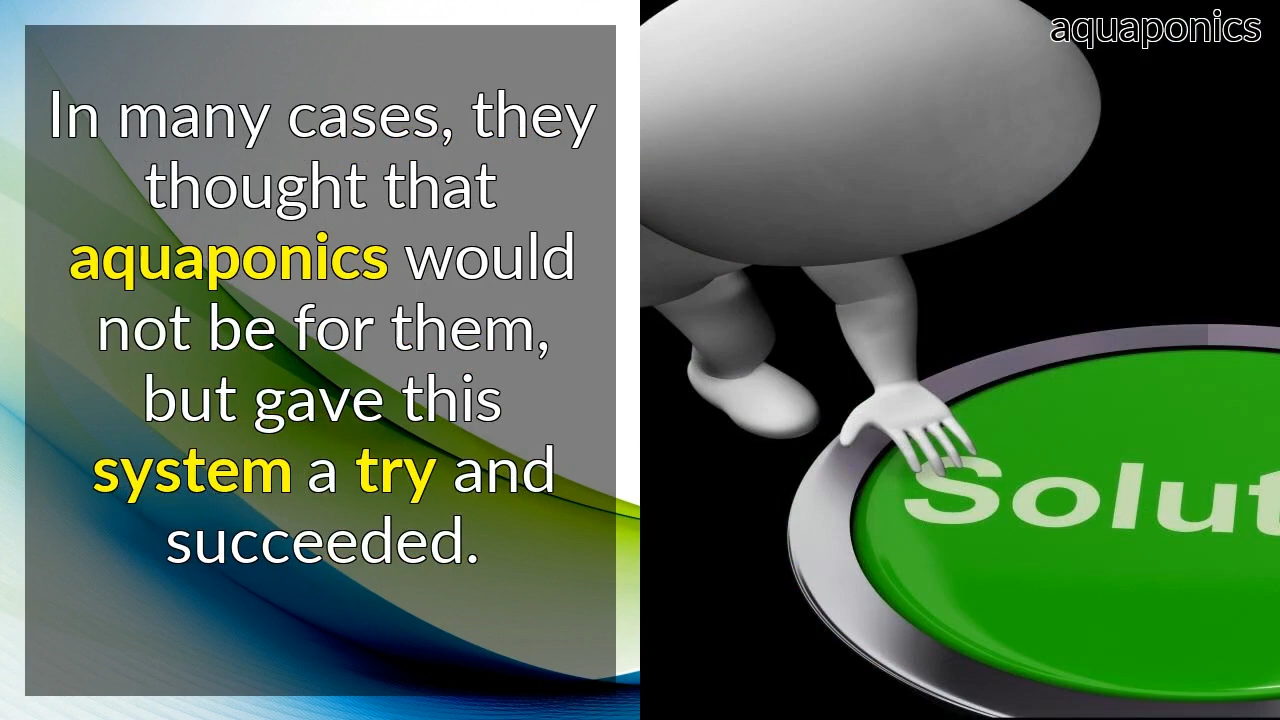 In many cases, they
thought that
aquaponics would
not be for them,
but gave this
system a try and
succeeded.
aquaponics
Solut